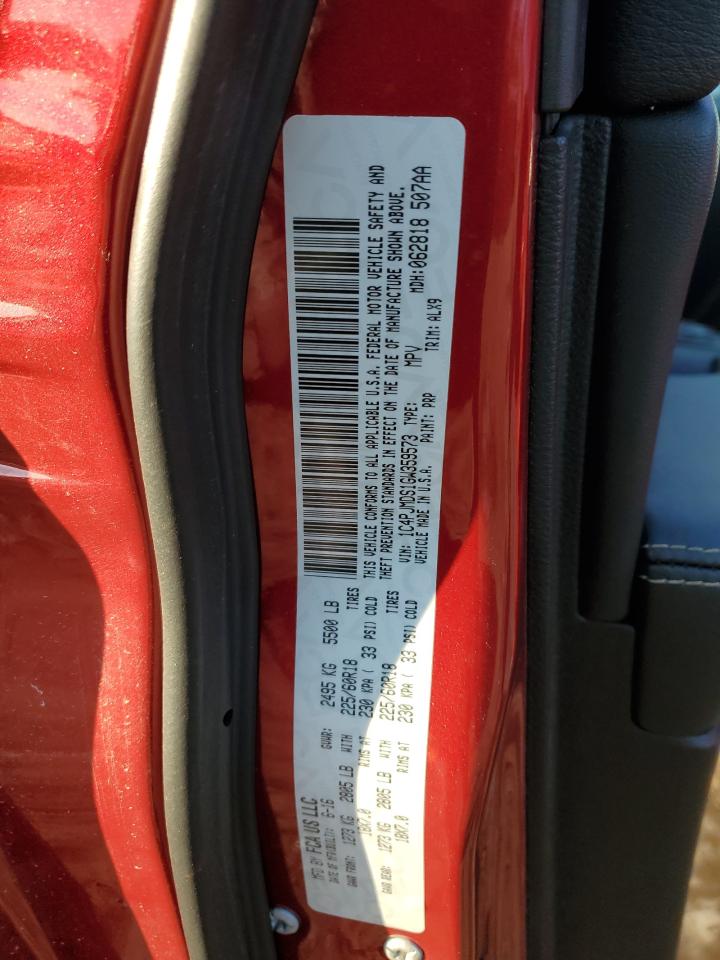 MFD BY FCA US LLC
DATE OF MFR(BUILT): 6-16 GVWR: 2495 KG 5500 LB
GAWR FRONT: 1273 KG 2805 LB WITH 225/60R18 TIRES
18X7.0 RIMS AT 230 KPA ( 33 PSI) COLD
GAWR REAR: 1273 KG 2805 LB WITH 225/60R18 TIRES
18X7.0 RIMS AT 230 KPA ( 33 PSI) COLD
THIS VEHICLE CONFORMS TO ALL APPLICABLE U.S.A. FEDERAL MOTOR VEHICLE SAFETY AND
THEFT PREVENTION STANDARDS IN EFFECT ON THE DATE OF MANUFACTURE SHOWN ABOVE.
VIN: 1C4PJMDS1GW359573 TYPE: MPV MDH:062818 507AA
VEHICLE MADE IN U.S.A. PAINT: PRP TRIM: ALX9